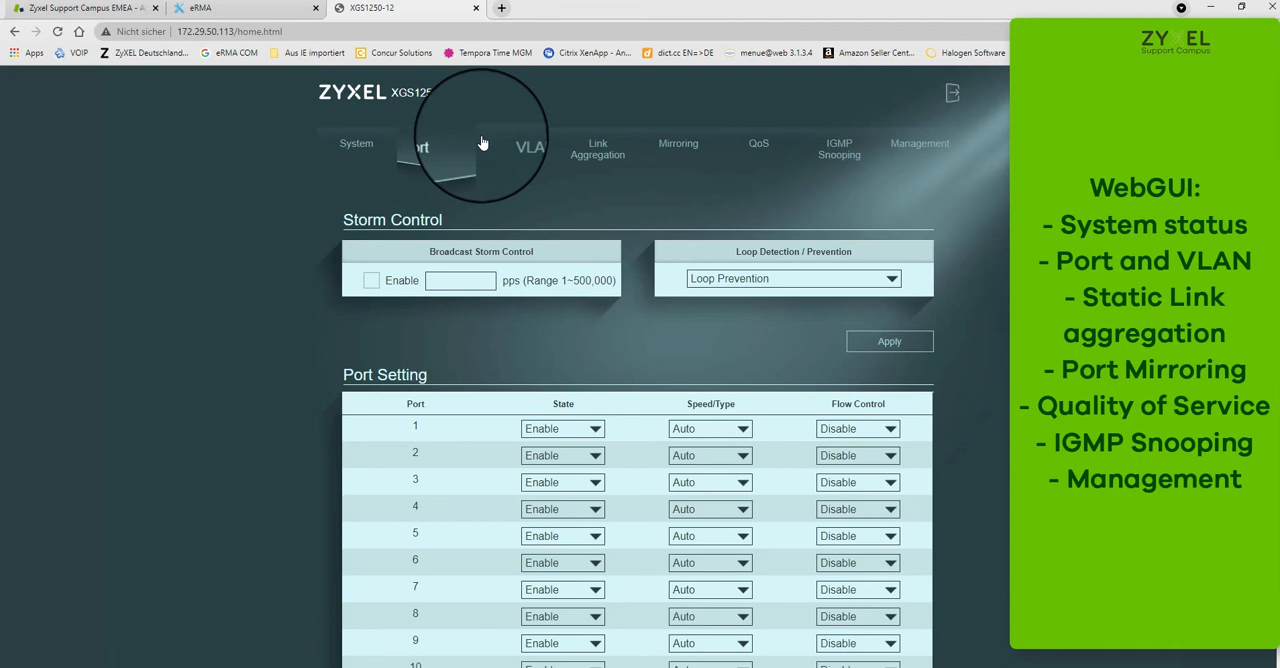 Zyxel Support Campus EMEA - A
eRMA
XGS1250-12
Nicht sicher
172.29.50.113/home.html
Apps
VOIP
ZyXEL Deutschland...
eRMA COM
Aus IE importiert
Concur Solutions
Tempora Time MGM
Citrix XenApp - An...
dict.cc EN=>DE
menue@web 3.1.3.4
Amazon Seller Cent...
Halogen Software
ZYXEL
Support Campus
ZYXEL XGS125
System
ort
VLA
Link
Aggregation
Mirroring
QoS
IGMP
Snooping
Management
Storm Control
Broadcast Storm Control
Enable
pps (Range 1~500,000)
Loop Detection / Prevention
Loop Prevention
Apply
Port Setting
Port State Speed/Type Flow Control
1 Enable Auto Disable
2 Enable Auto Disable
3 Enable Auto Disable
4 Enable Auto Disable
5 Enable Auto Disable
6 Enable Auto Disable
7 Enable Auto Disable
8 Enable Auto Disable
9 Enable Auto Disable
10
WebGUI:
- System status
- Port and VLAN
- Static Link
aggregation
- Port Mirroring
- Quality of Service
- IGMP Snooping
- Management